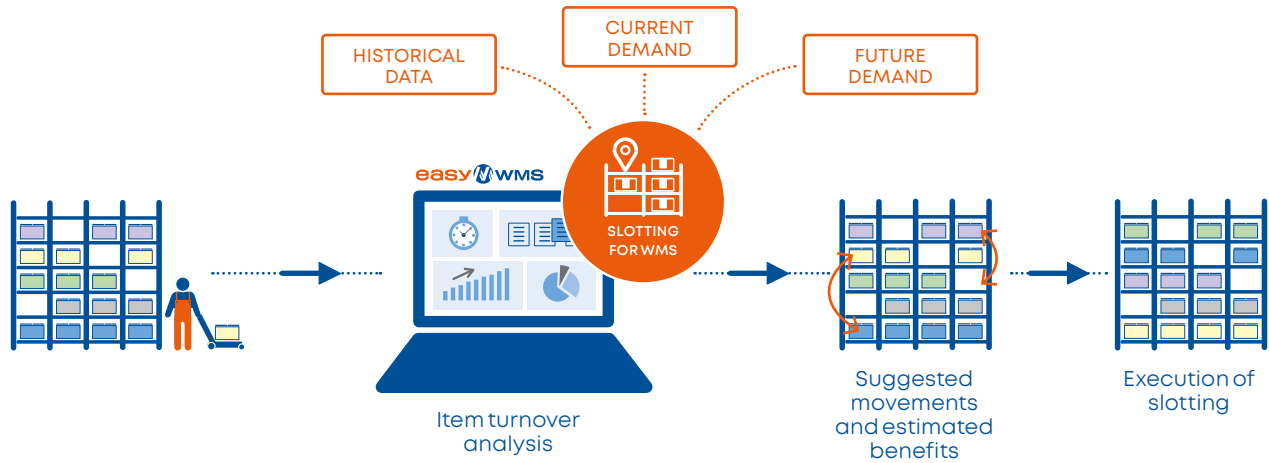 HISTORICAL
DATA
CURRENT
DEMAND
FUTURE
DEMAND
easy WMS
SLOTTING
FOR WMS
Item turnover
analysis
Suggested
movements
and estimated
benefits
Execution of
slotting